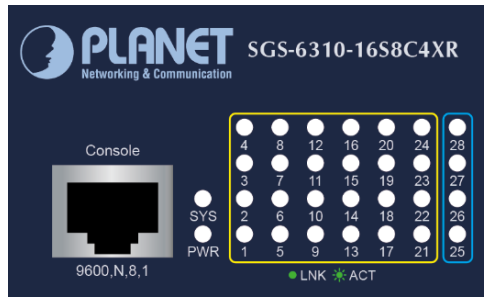 PLANET
Networking & Communication
SGS-6310-16S8C4XR
Console
4 8 12 16 20 24 28
3 7 11 15 19 23 27
SYS 2 6 10 14 18 22 26
PWR 1 5 9 13 17 21 25
9600,N,8,1
LNK ACT